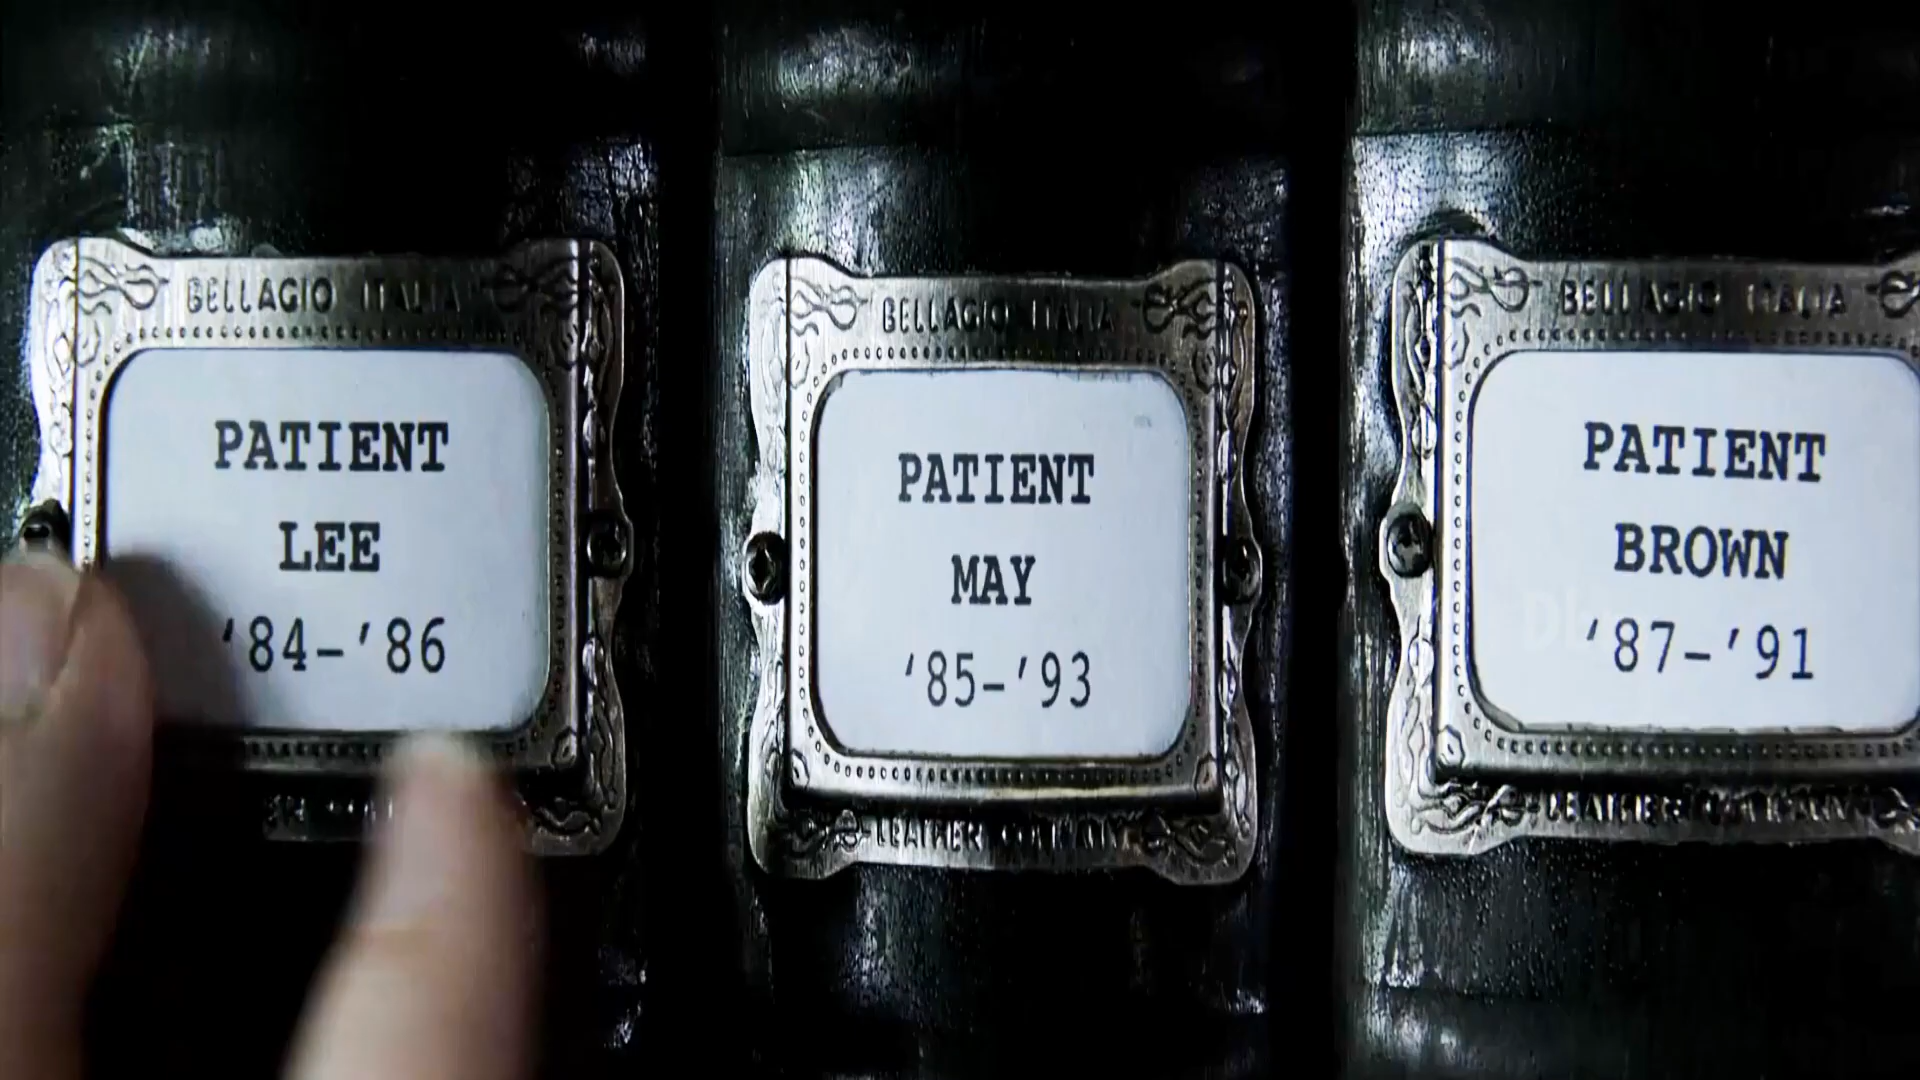 BELLAGIO ITALIA
PATIENT
LEE
'84-'86
BELLAGIO ITALIA
PATIENT
MAY
'85-'93
LEATHER COMPANY
BELLAGIO ITALIA
PATIENT
BROWN
'87-'91
LEATHER COMPANY